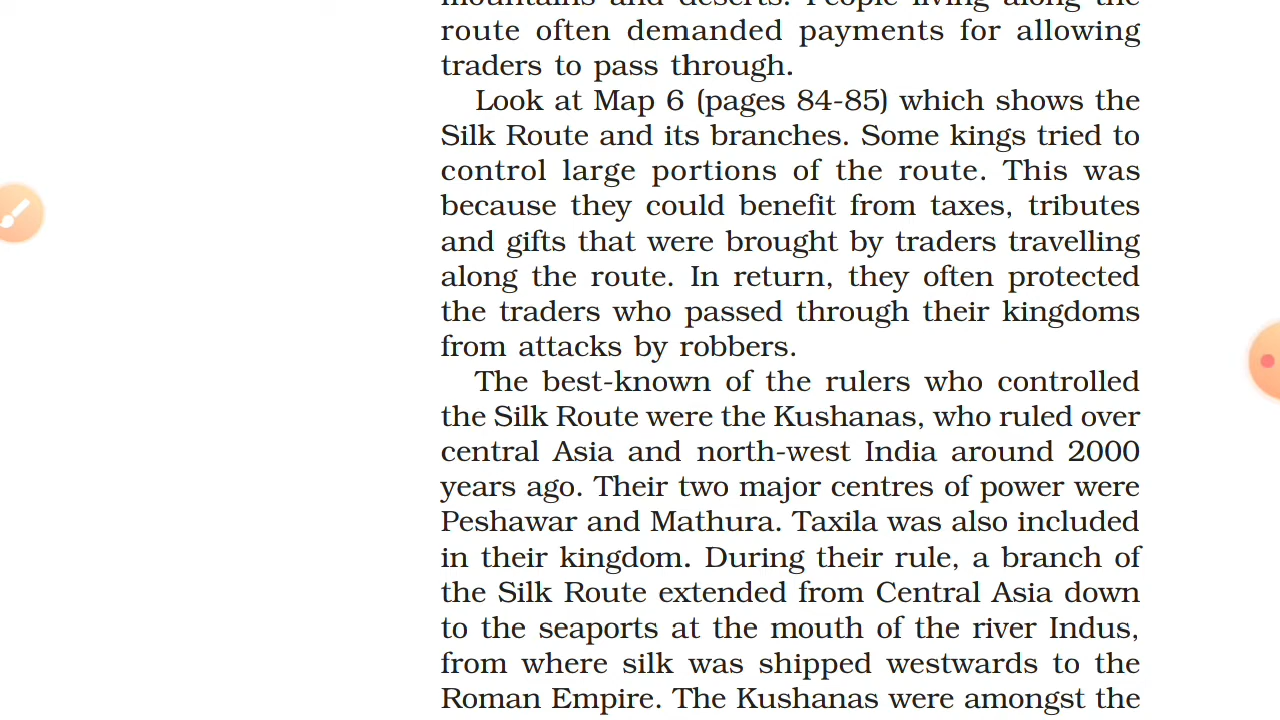 mountains and deserts. People living along the
route often demanded payments for allowing
traders to pass through.
Look at Map 6 (pages 84-85) which shows the
Silk Route and its branches. Some kings tried to
control large portions of the route. This was
because they could benefit from taxes, tributes
and gifts that were brought by traders travelling
along the route. In return, they often protected
the traders who passed through their kingdoms
from attacks by robbers.
The best-known of the rulers who controlled
the Silk Route were the Kushanas, who ruled over
central Asia and north-west India around 2000
years ago. Their two major centres of power were
Peshawar and Mathura. Taxila was also included
in their kingdom. During their rule, a branch of
the Silk Route extended from Central Asia down
to the seaports at the mouth of the river Indus,
from where silk was shipped westwards to the
Roman Empire. The Kushanas were amongst the